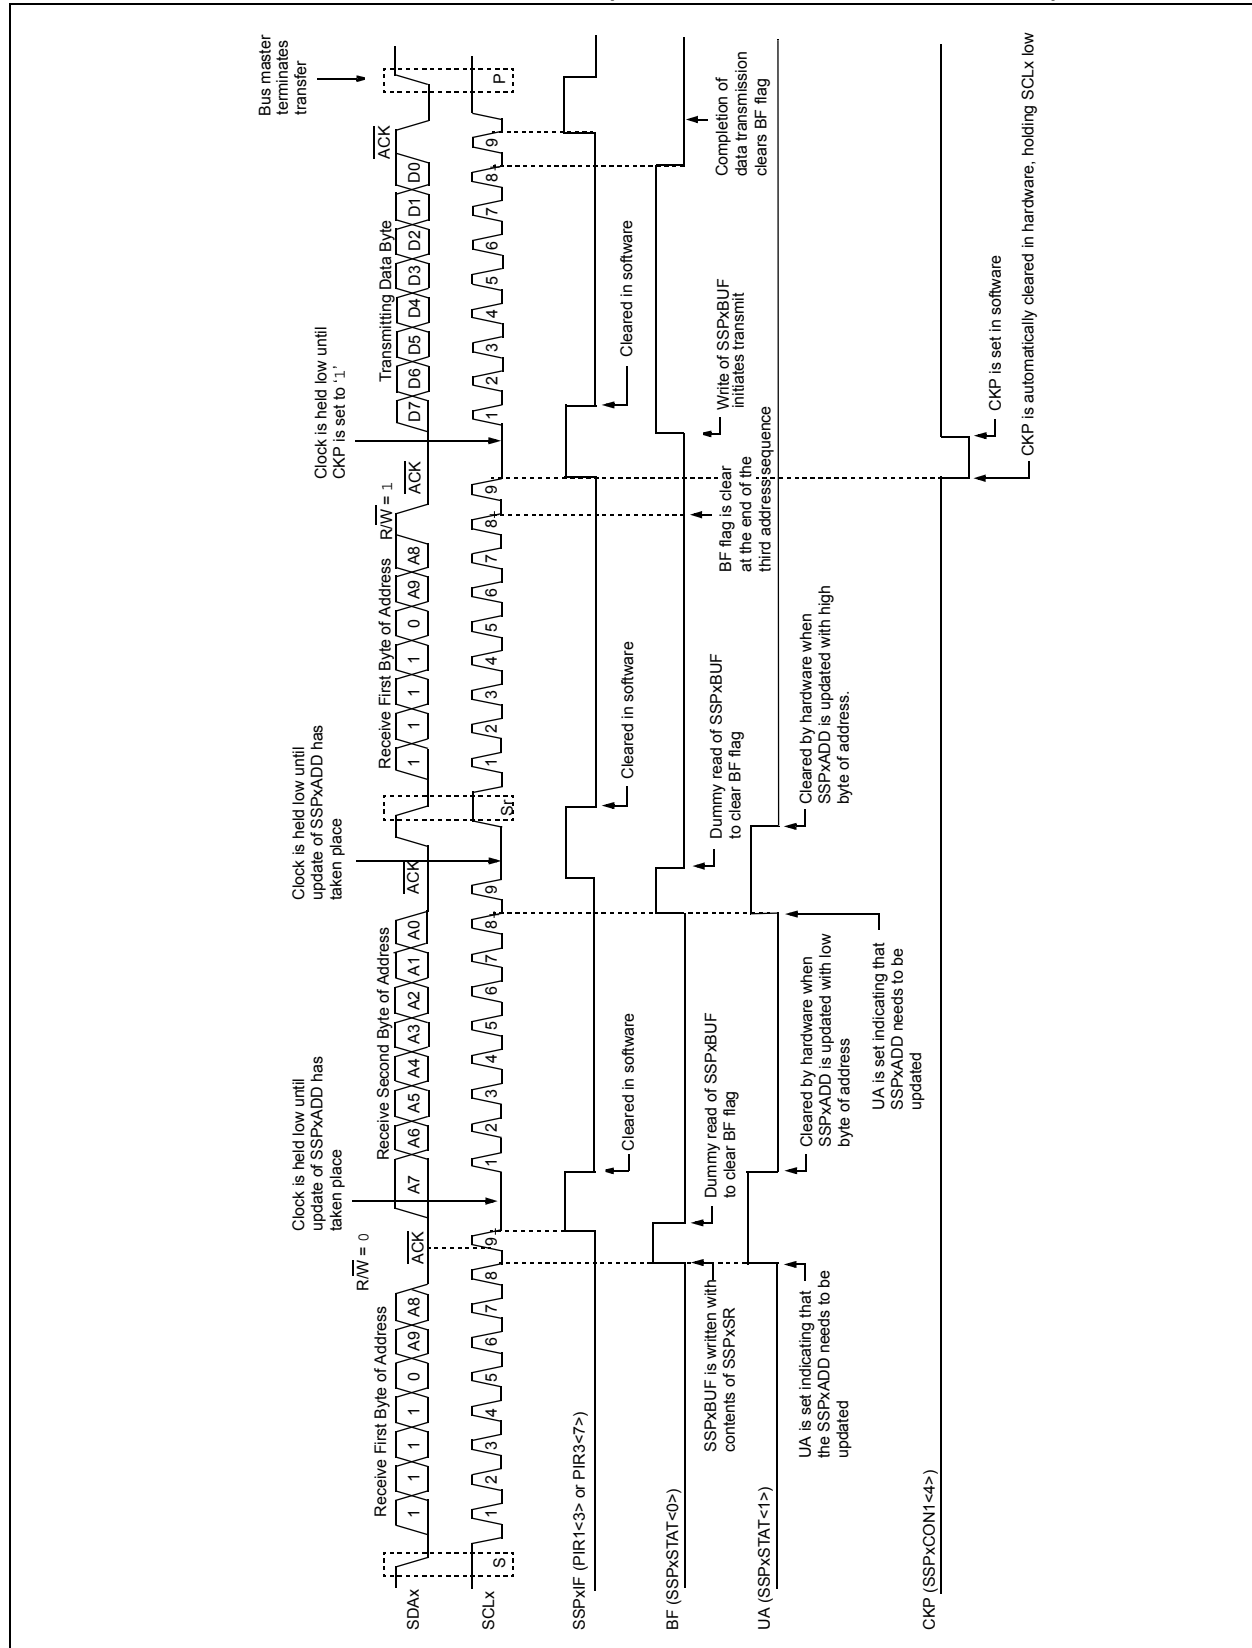 Bus master
terminates
transfer
Clock is held low until
CKP is set to ‘1’
Clock is held low until
update of SSPxADD has
taken place
Clock is held low until
update of SSPxADD has
taken place
R/W = 0
R/W = 1
Receive First Byte of Address
Receive Second Byte of Address
Receive First Byte of Address
Transmitting Data Byte
ACK
ACK
ACK
ACK
SDAx
1 1 1 1 0 A9 A8
A7 A6 A5 A4 A3 A2 A1 A0
1 1 1 1 0 A9 A8
D7 D6 D5 D4 D3 D2 D1 D0
SCLx
S 1 2 3 4 5 6 7 8 9
1 2 3 4 5 6 7 8 9
Sr 1 2 3 4 5 6 7 8 9
1 2 3 4 5 6 7 8 9 P
SSPxIF (PIR1<3> or PIR3<7>)
Cleared in software
Cleared in software
Cleared in software
BF (SSPxSTAT<0>)
SSPxBUF is written with
contents of SSPxSR
Dummy read of SSPxBUF
to clear BF flag
Dummy read of SSPxBUF
to clear BF flag
BF flag is clear
at the end of the
third address sequence
Write of SSPxBUF
initiates transmit
Completion of
data transmission
clears BF flag
UA (SSPxSTAT<1>)
UA is set indicating that
the SSPxADD needs to be
updated
Cleared by hardware when
SSPxADD is updated with low
byte of address
UA is set indicating that
SSPxADD needs to be
updated
Cleared by hardware when
SSPxADD is updated with high
byte of address.
CKP (SSPxCON1<4>)
CKP is set in software
CKP is automatically cleared in hardware, holding SCLx low